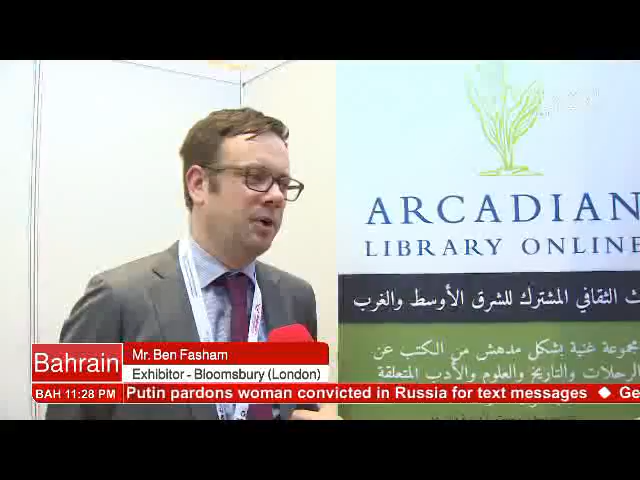 ARCADIAN
LIBRARY ONLINE
الثقافي المشترك للشرق الأوسط والغرب
مجموعة غنية بشكل مدهش من الكتب عن
الرحلات والتاريخ والعلوم والأدب المتعلقة
Bahrain
Mr. Ben Fasham
Exhibitor - Bloomsbury (London)
BAH 11:28 PM
Putin pardons woman convicted in Russia for text messages ◆ Ge